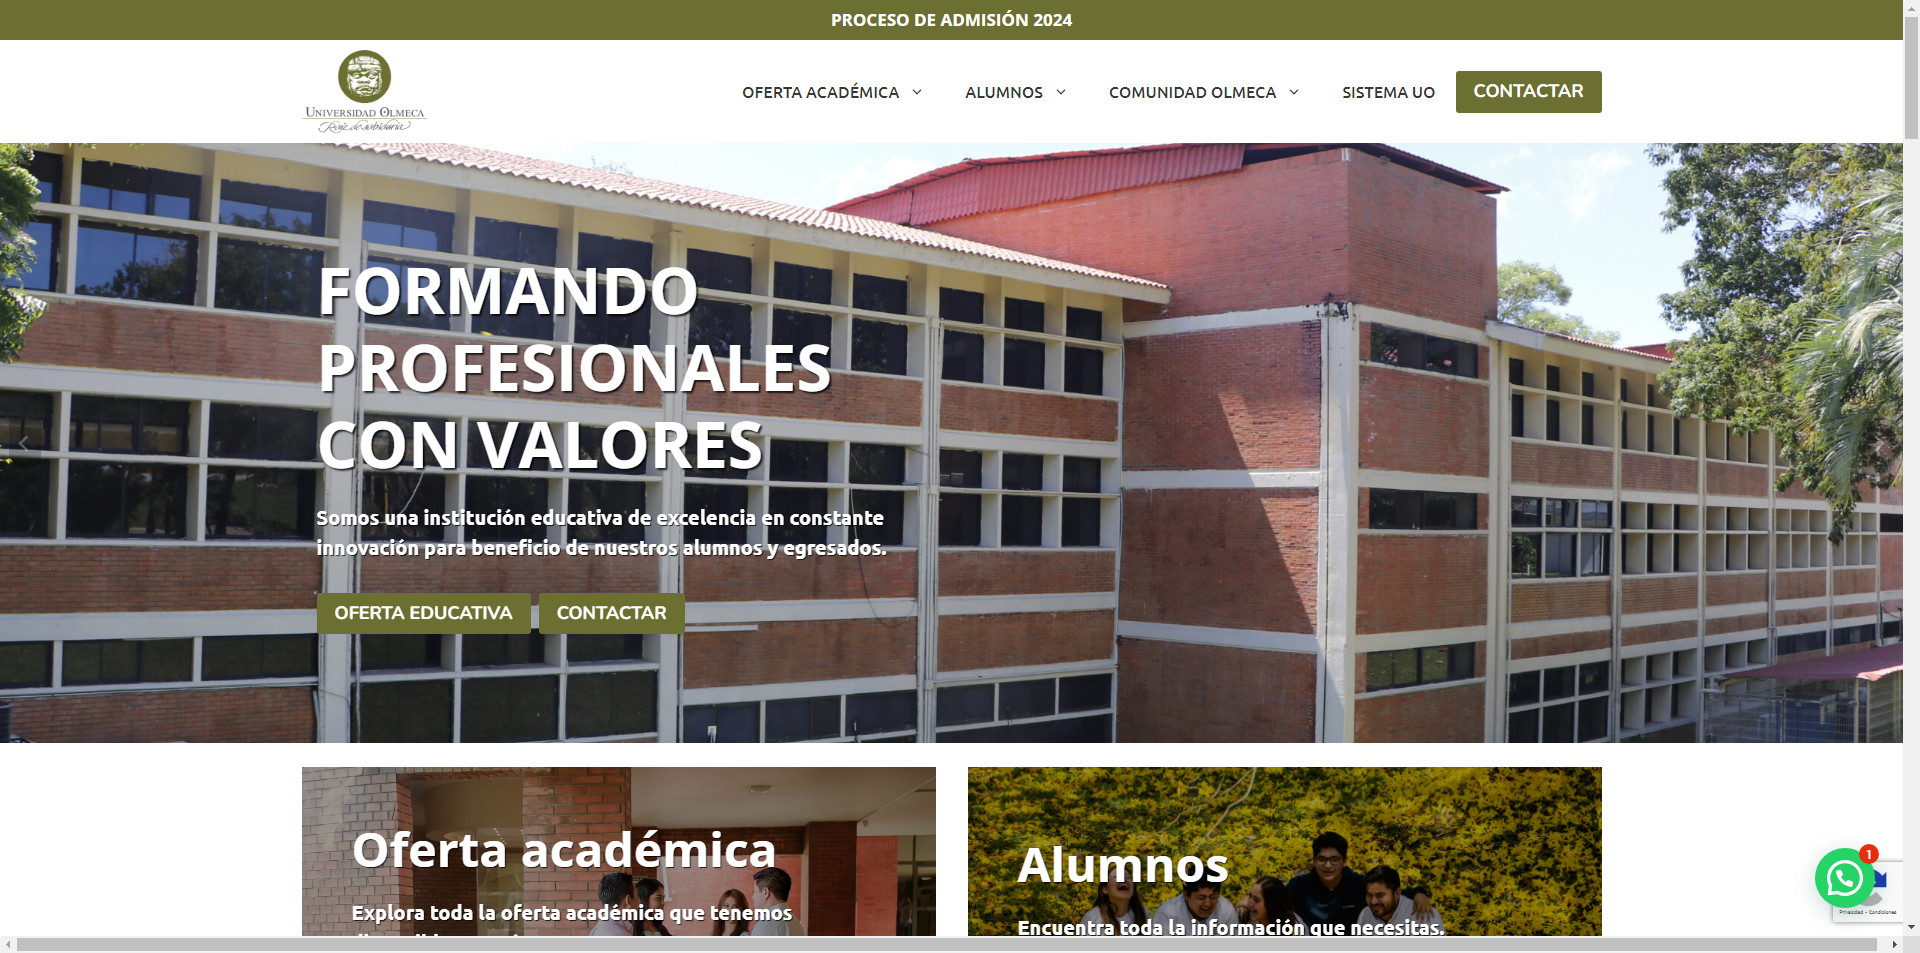 PROCESO DE ADMISIÓN 2024
UNIVERSIDAD OLMECA
Raíz de sabiduría
OFERTA ACADÉMICA
ALUMNOS
COMUNIDAD OLMECA
SISTEMA UO
CONTACTAR
FORMANDO
PROFESIONALES
CON VALORES
Somos una institución educativa de excelencia en constante
innovación para beneficio de nuestros alumnos y egresados.
OFERTA EDUCATIVA
CONTACTAR
Oferta académica
Explora toda la oferta académica que tenemos
Alumnos
Encuentra toda la información que necesitas.
1
Privacidad - Condiciones